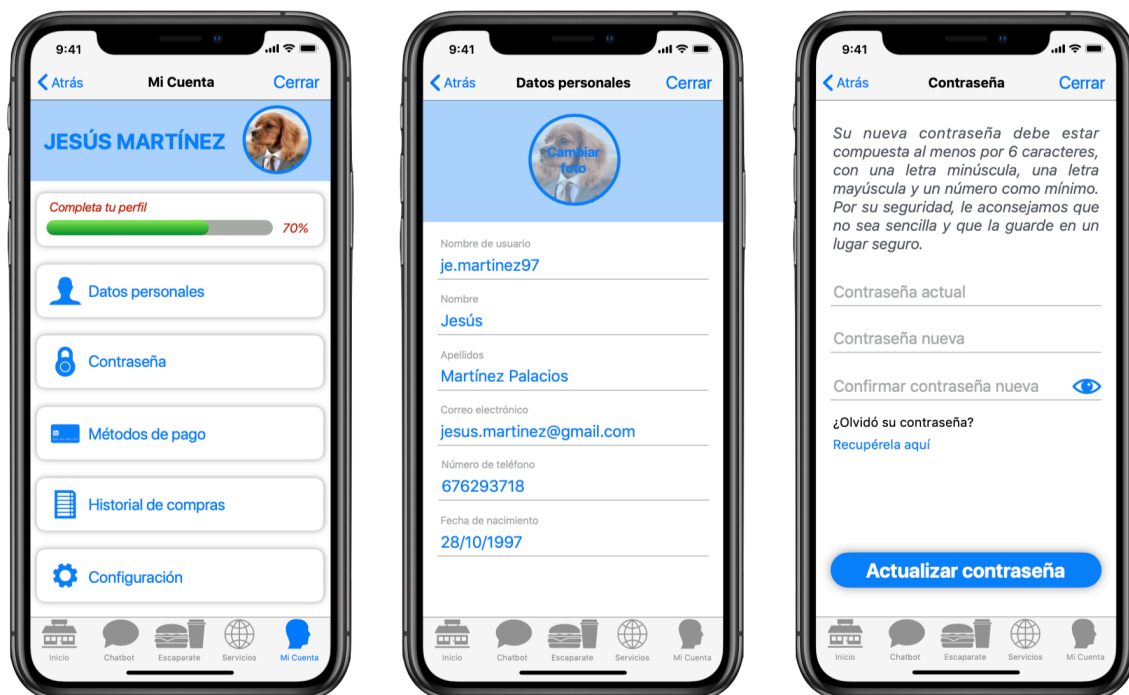 9:41
Atrás
Mi Cuenta
Cerrar
JESÚS MARTÍNEZ
Completa tu perfil
70%
Datos personales
Contraseña
Métodos de pago
Historial de compras
Configuración
Inicio
Chatbot
Escaparate
Servicios
Mi Cuenta
9:41
Atrás
Datos personales
Cerrar
Cambiar
foto
Nombre de usuario
je.martinez97
Nombre
Jesús
Apellidos
Martínez Palacios
Correo electrónico
jesus.martinez@gmail.com
Número de teléfono
676293718
Fecha de nacimiento
28/10/1997
Inicio
Chatbot
Escaparate
Servicios
Mi Cuenta
9:41
Atrás
Contraseña
Cerrar
Su nueva contraseña debe estar
compuesta al menos por 6 caracteres,
con una letra minúscula, una letra
mayúscula y un número como mínimo.
Por su seguridad, le aconsejamos que
no sea sencilla y que la guarde en un
lugar seguro.
Contraseña actual
Contraseña nueva
Confirmar contraseña nueva
¿Olvidó su contraseña?
Recupérela aquí
Actualizar contraseña
Inicio
Chatbot
Escaparate
Servicios
Mi Cuenta